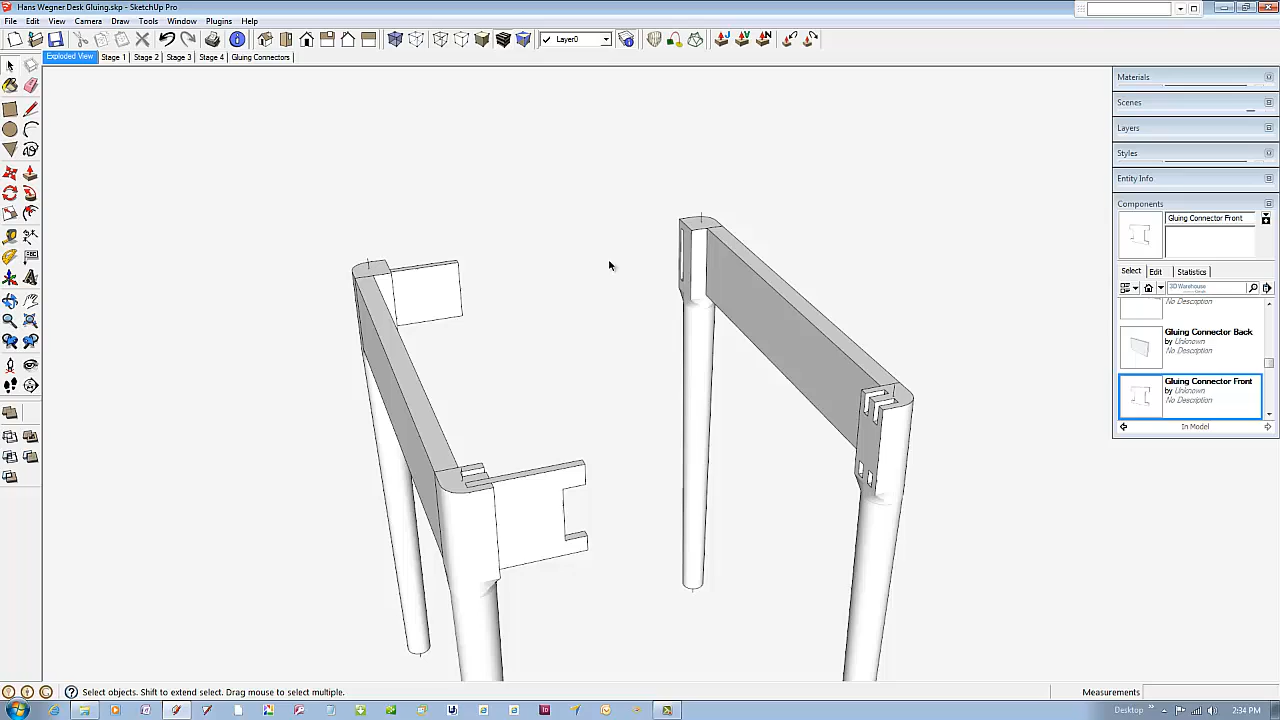 Hans Wegner Desk Gluing.skp - SketchUp Pro
File Edit View Camera Draw Tools Window Plugins Help
Layer0
Exploded View Stage 1 Stage 2 Stage 3 Stage 4 Gluing Connectors
Materials
Scenes
Layers
Styles
Entity Info
Components
Gluing Connector Front
Select Edit Statistics
3D Warehouse
No Description
Gluing Connector Back
by Unknown
No Description
Gluing Connector Front
by Unknown
No Description
In Model
Select objects. Shift to extend select. Drag mouse to select multiple.
Measurements
Desktop
2:34 PM